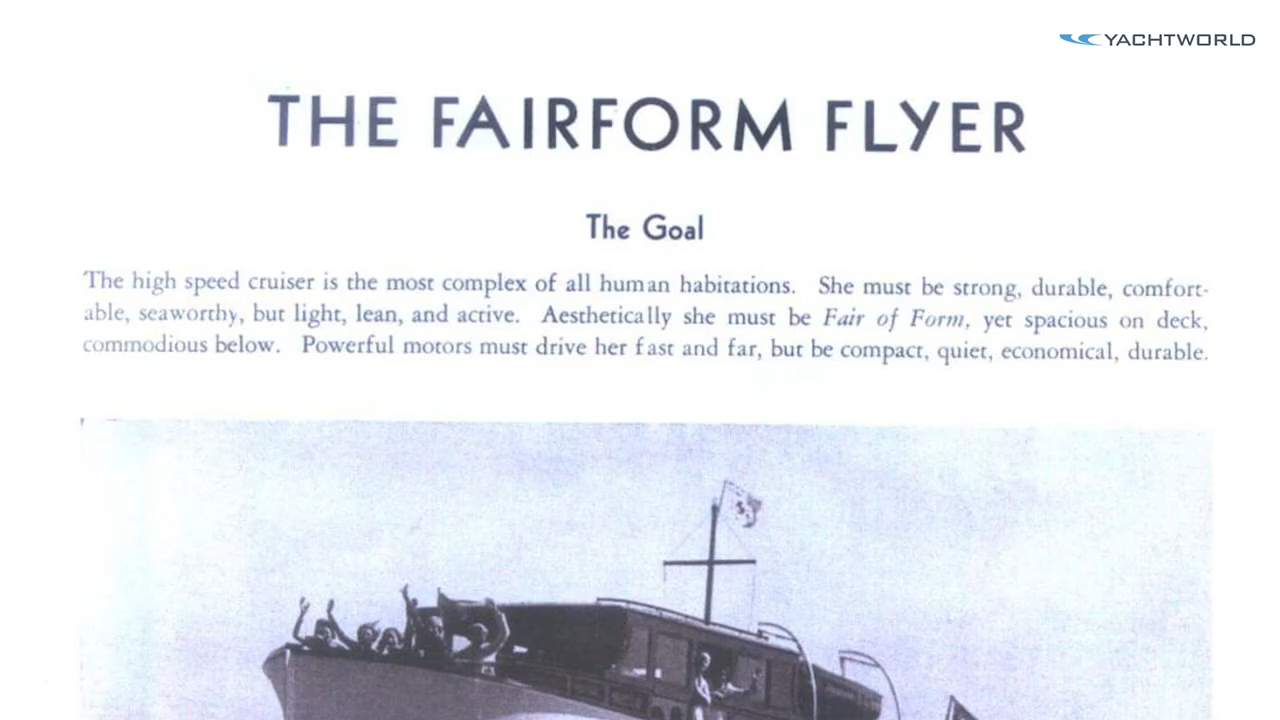 YACHTWORLD
THE FAIRFORM FLYER
The Goal
The high speed cruiser is the most complex of all human habitations. She must be strong, durable, comfort-
able, seaworthy, but light, lean, and active. Aesthetically she must be Fair of Form, yet spacious on deck,
commodious below. Powerful motors must drive her fast and far, but be compact, quiet, economical, durable.